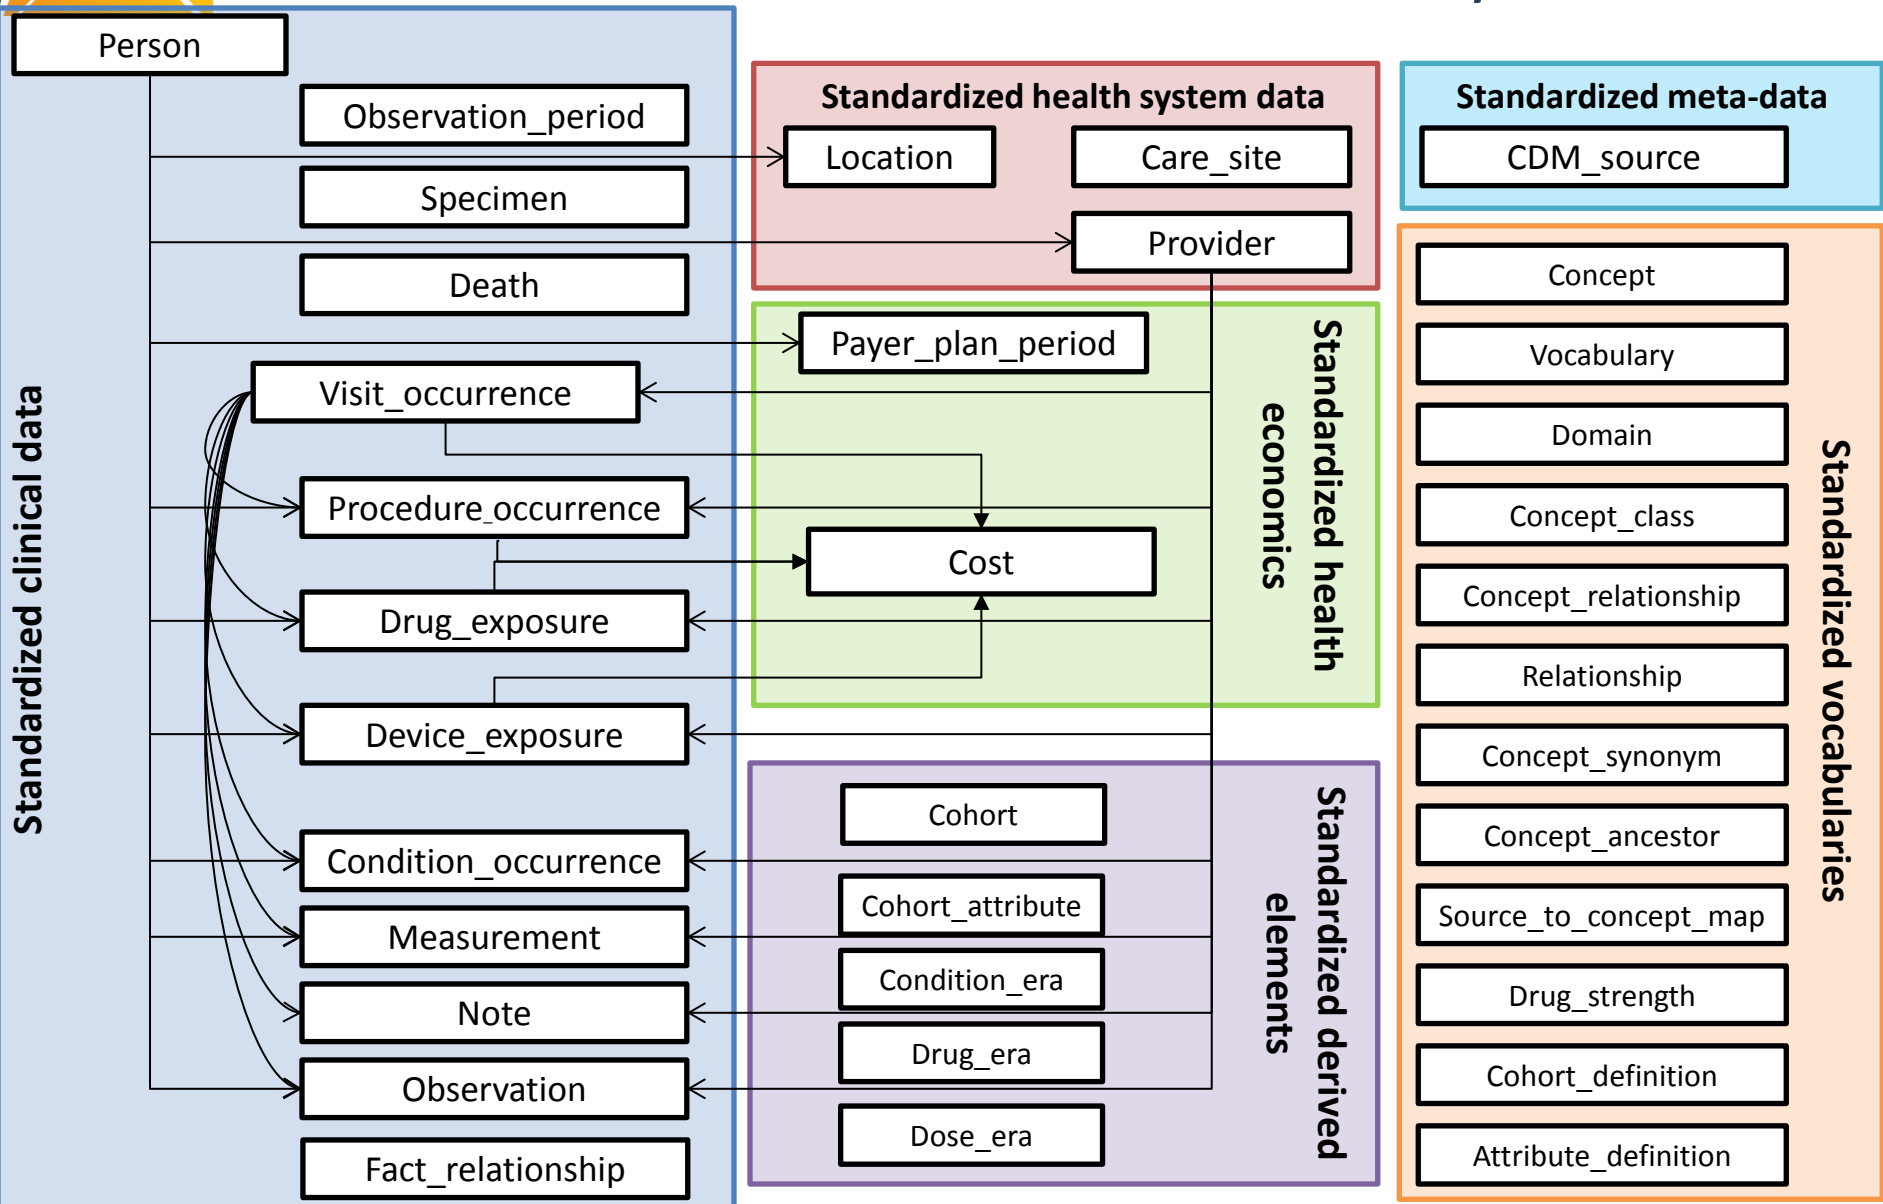 Person
Observation_period
Specimen
Death
Visit_occurrence
Procedure_occurrence
Drug_exposure
Device_exposure
Condition_occurrence
Measurement
Note
Observation
Fact_relationship
Standardized clinical data
Standardized health system data
Location
Care_site
Provider
Payer_plan_period
Cost
Standardized health
economics
Cohort
Cohort_attribute
Condition_era
Drug_era
Dose_era
Standardized derived
elements
Standardized meta-data
CDM_source
Concept
Vocabulary
Domain
Concept_class
Concept_relationship
Relationship
Concept_synonym
Concept_ancestor
Source_to_concept_map
Drug_strength
Cohort_definition
Attribute_definition
Standardized vocabularies